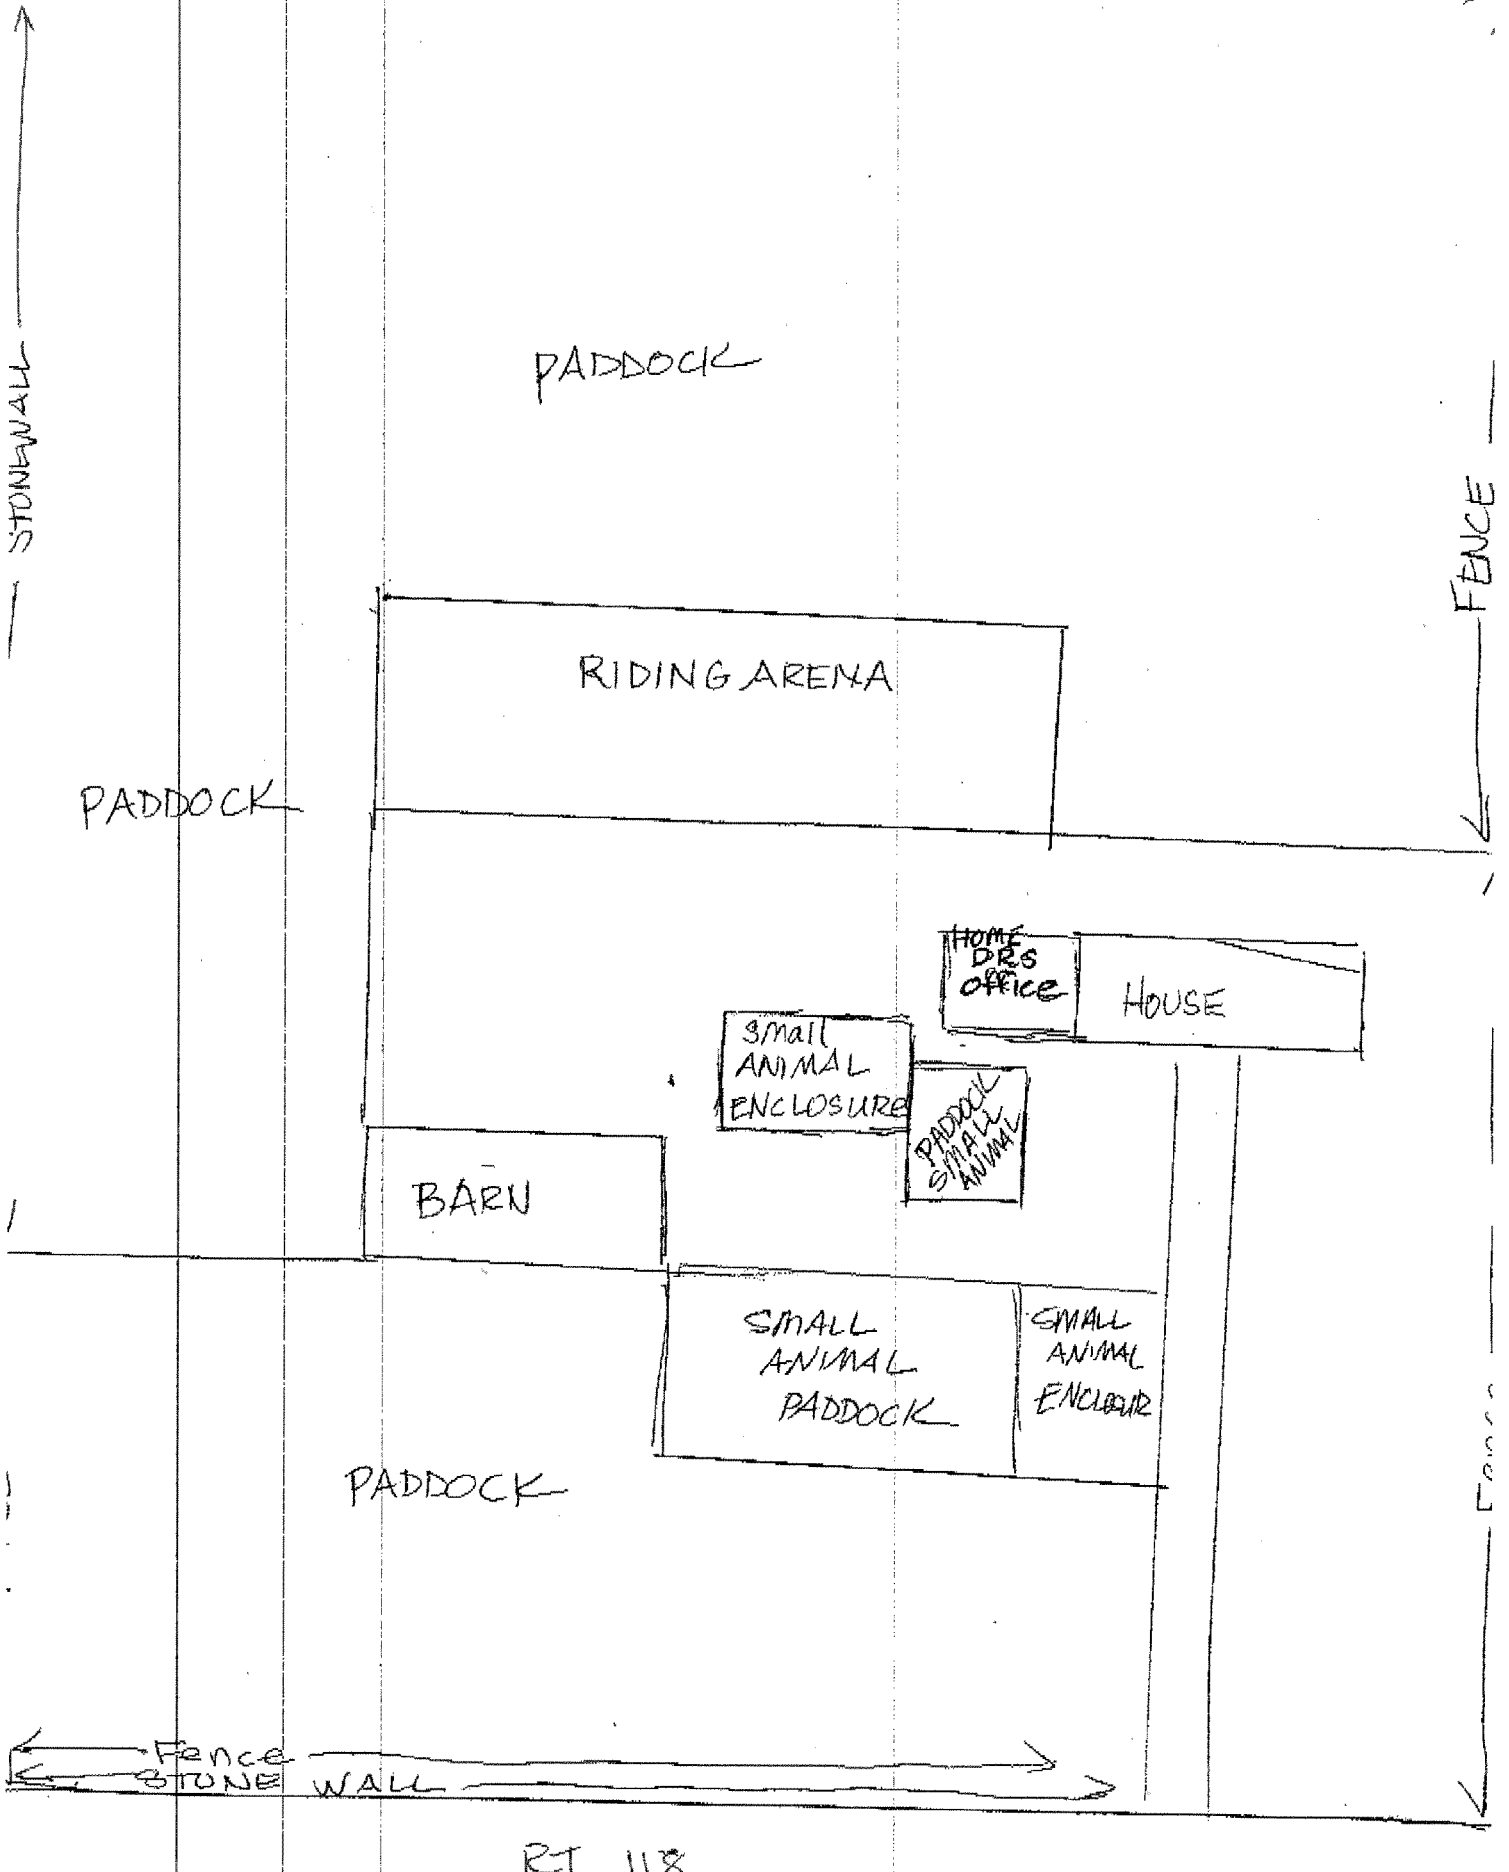 STONEWALL
PADDOCK
FENCE
RIDING ARENA
PADDOCK
HOME
DRS
OFFICE
HOUSE
Small
ANIMAL
ENCLOSURE
PADDOCK
SMALL
ANIMAL
BARN
SMALL
ANIMAL
PADDOCK
SMALL
ANIMAL
PADDOCK
Fence
STONE WALL
RT 118